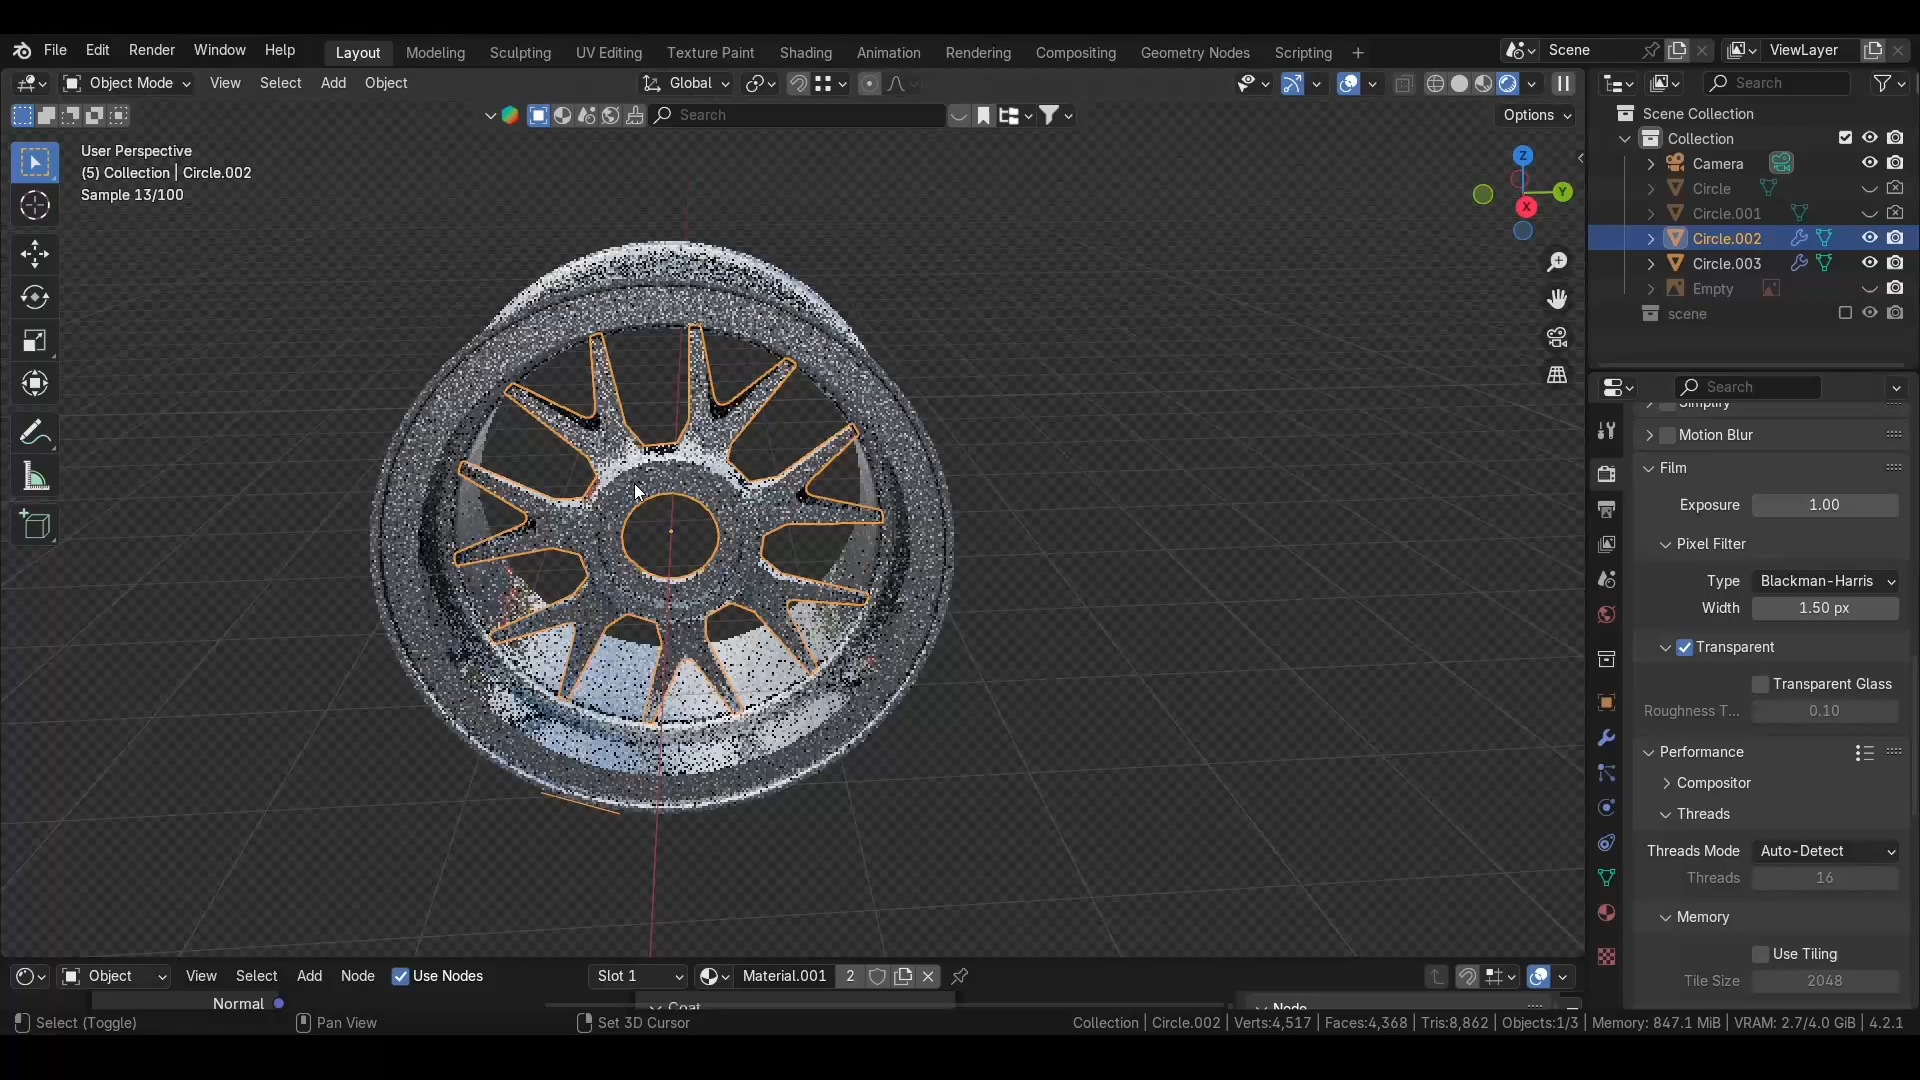 File Edit Render Window Help Layout Modeling Sculpting UV Editing Texture Paint Shading Animation Rendering Compositing Geometry Nodes Scripting + Scene ViewLayer
Object Mode View Select Add Object Global Search
Search Options
User Perspective
(5) Collection | Circle.002
Sample 13/100
Z
Y
X
Scene Collection
Collection
Camera
Circle
Circle.001
Circle.002
Circle.003
Empty
scene
Search
Simplify
Motion Blur
Film
Exposure 1.00
Pixel Filter
Type Blackman-Harris
Width 1.50 px
Transparent
Transparent Glass
Roughness T... 0.10
Performance
Compositor
Threads
Threads Mode Auto-Detect
Threads 16
Memory
Use Tiling
Tile Size 2048
Object View Select Add Node Use Nodes Slot 1 Material.001 2
Normal Coat Node
Select (Toggle) Pan View Set 3D Cursor Collection | Circle.002 | Verts:4,517 | Faces:4,368 | Tris:8,862 | Objects:1/3 | Memory: 847.1 MiB | VRAM: 2.7/4.0 GiB | 4.2.1